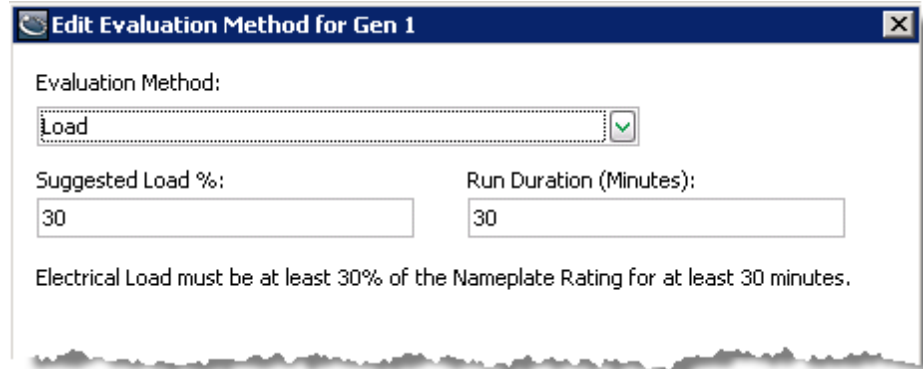 Edit Evaluation Method for Gen 1
Evaluation Method:
Load
Suggested Load %: Run Duration (Minutes):
30 30
Electrical Load must be at least 30% of the Nameplate Rating for at least 30 minutes.